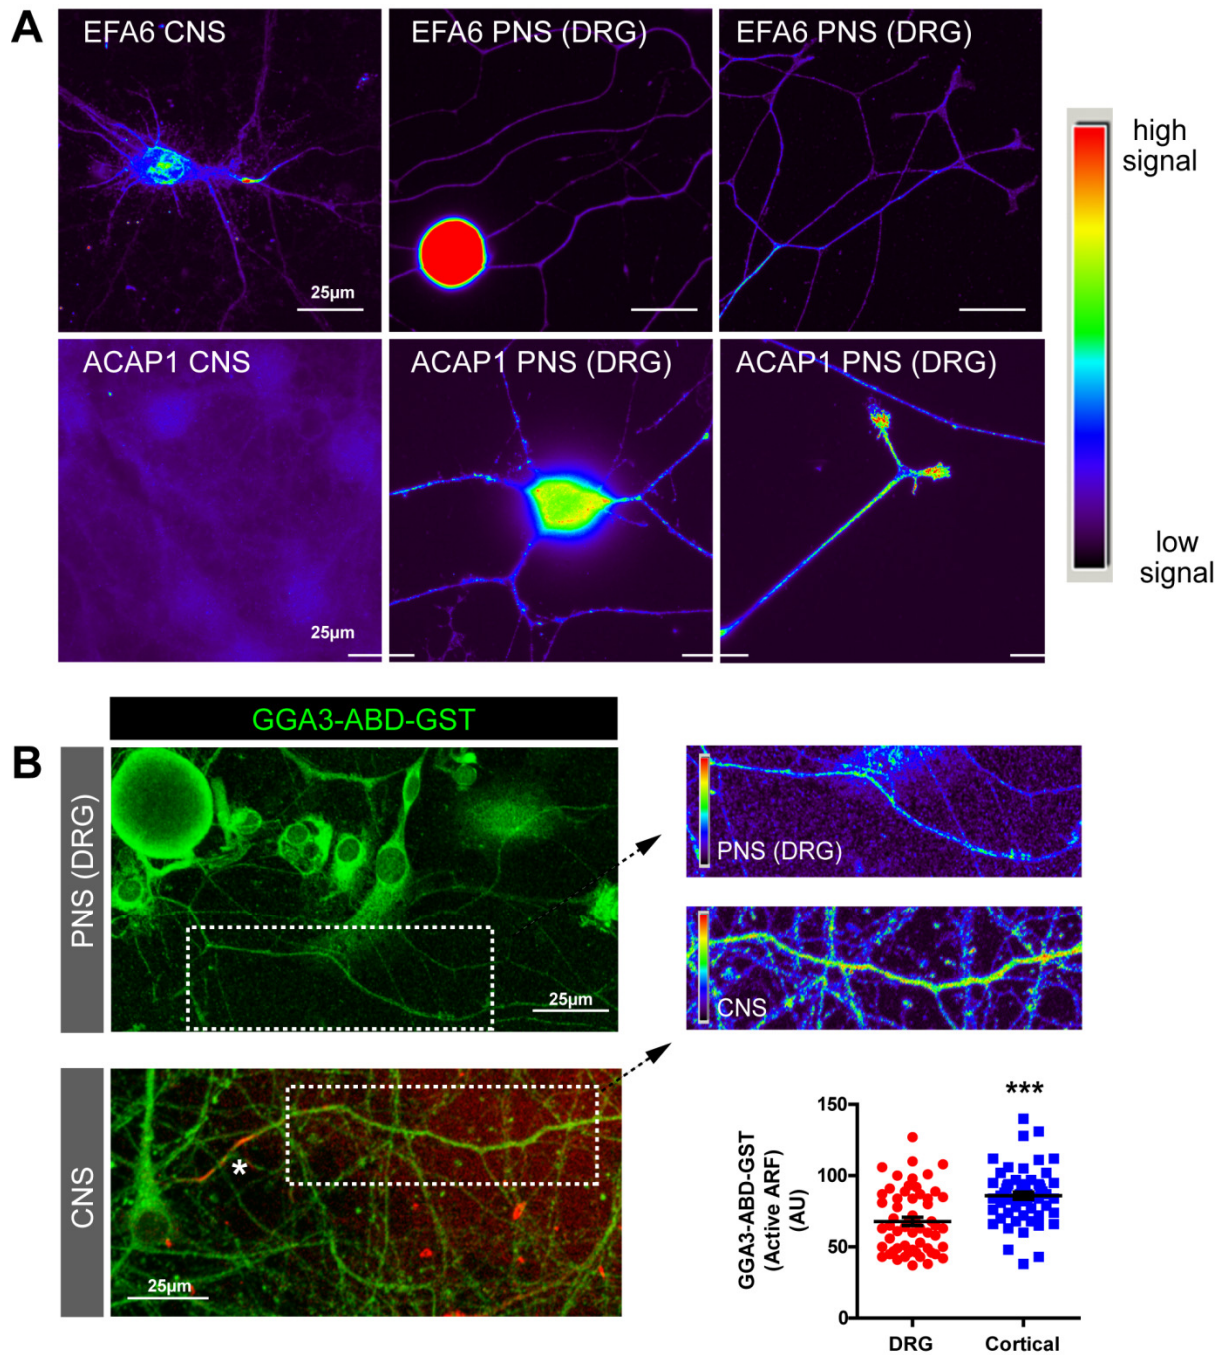 A
EFA6 CNS
EFA6 PNS (DRG)
EFA6 PNS (DRG)
25µm
high
signal
ACAP1 CNS
ACAP1 PNS (DRG)
ACAP1 PNS (DRG)
25µm
low
signal
GGA3-ABD-GST
B
PNS (DRG)
25µm
PNS (DRG)
CNS
CNS
*
25µm
***
GGA3-ABD-GST
(Active ARF)
(AU)
150
100
50
0
DRG
Cortical